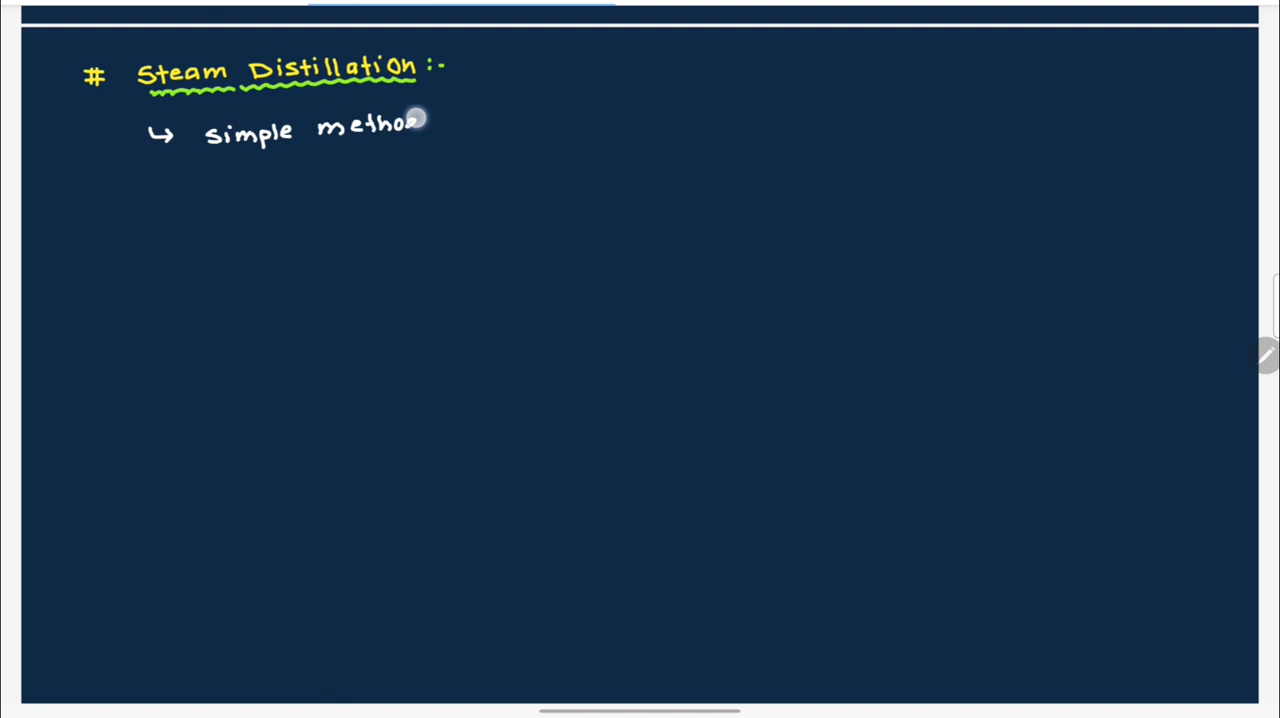 # Steam Distillation :-
↳ simple metho